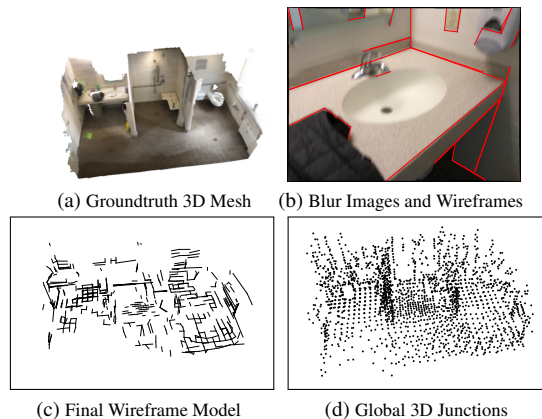 (a) Groundtruth 3D Mesh
(b) Blur Images and Wireframes
(c) Final Wireframe Model
(d) Global 3D Junctions